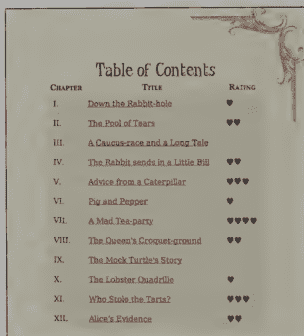 Table of Contents
CHAPTER TITLE RATING
I. Down the Rabbit-hole ♥
II. The Pool of Tears ♥♥
III. A Caucus-race and a Long Tale
IV. The Rabbit sends in a Little Bill ♥♥
V. Advice from a Caterpillar ♥♥♥
VI. Pig and Pepper ♥
VII. A Mad Tea-party ♥♥♥♥
VIII. The Queen's Croquet-ground ♥♥
IX. The Mock Turtle's Story
X. The Lobster Quadrille ♥
XI. Who Stole the Tarts? ♥♥♥
XII. Alice's Evidence ♥♥